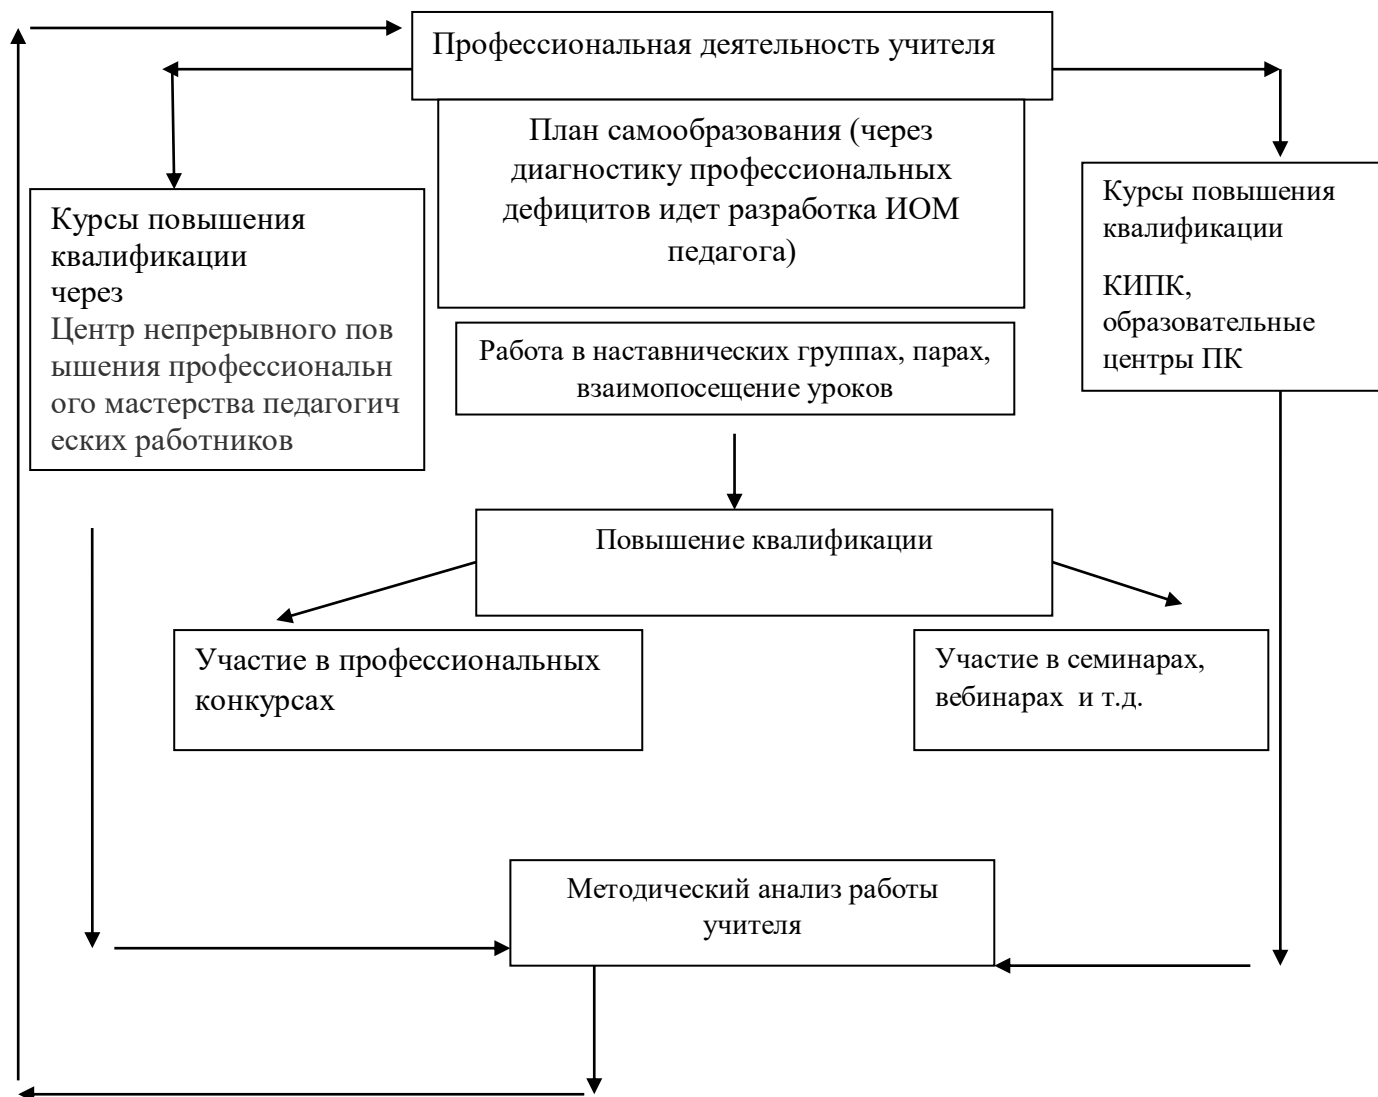 Профессиональная деятельность учителя
План самообразования (через
диагностику профессиональных
дефицитов идет разработка ИОМ
педагога)
Курсы повышения
квалификации
через
Центр непрерывного пов
ышения профессиональн
ого мастерства педагогич
еских работников
Курсы повышения
квалификации
КИПК,
образовательные
центры ПК
Работа в наставнических группах, парах,
взаимопосещение уроков
Повышение квалификации
Участие в профессиональных
конкурсах
Участие в семинарах,
вебинарах  и т.д.
Методический анализ работы
учителя